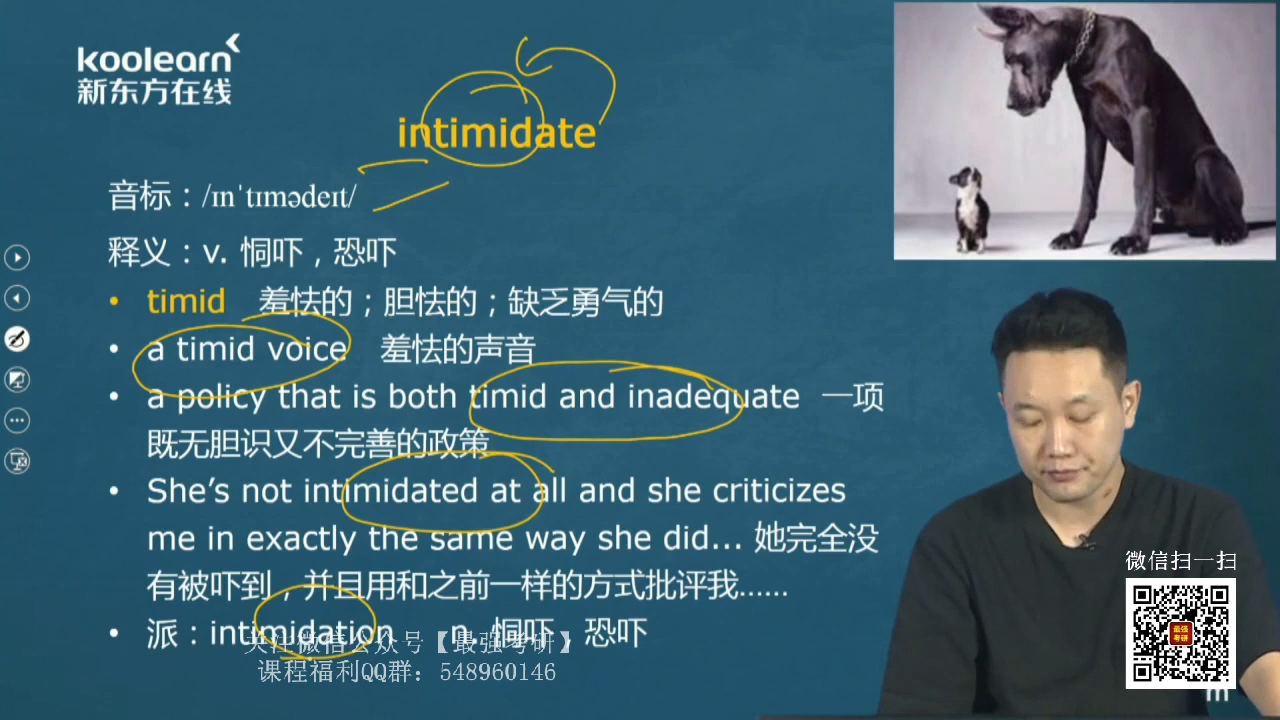 koolearn
新东方在线
intimidate
音标：/ɪnˈtɪmədeɪt/
释义：v. 恫吓，恐吓
• timid 羞怯的；胆怯的；缺乏勇气的
• a timid voice 羞怯的声音
• a policy that is both timid and inadequate 一项
既无胆识又不完善的政策
• She's not intimidated at all and she criticizes
me in exactly the same way she did... 她完全没
有被吓到，并且用和之前一样的方式批评我......
• 派：intimidation n. 恫吓，恐吓
关注微信公众号【最强考研】
课程福利QQ群：548960146
微信扫一扫
最强
考研
m